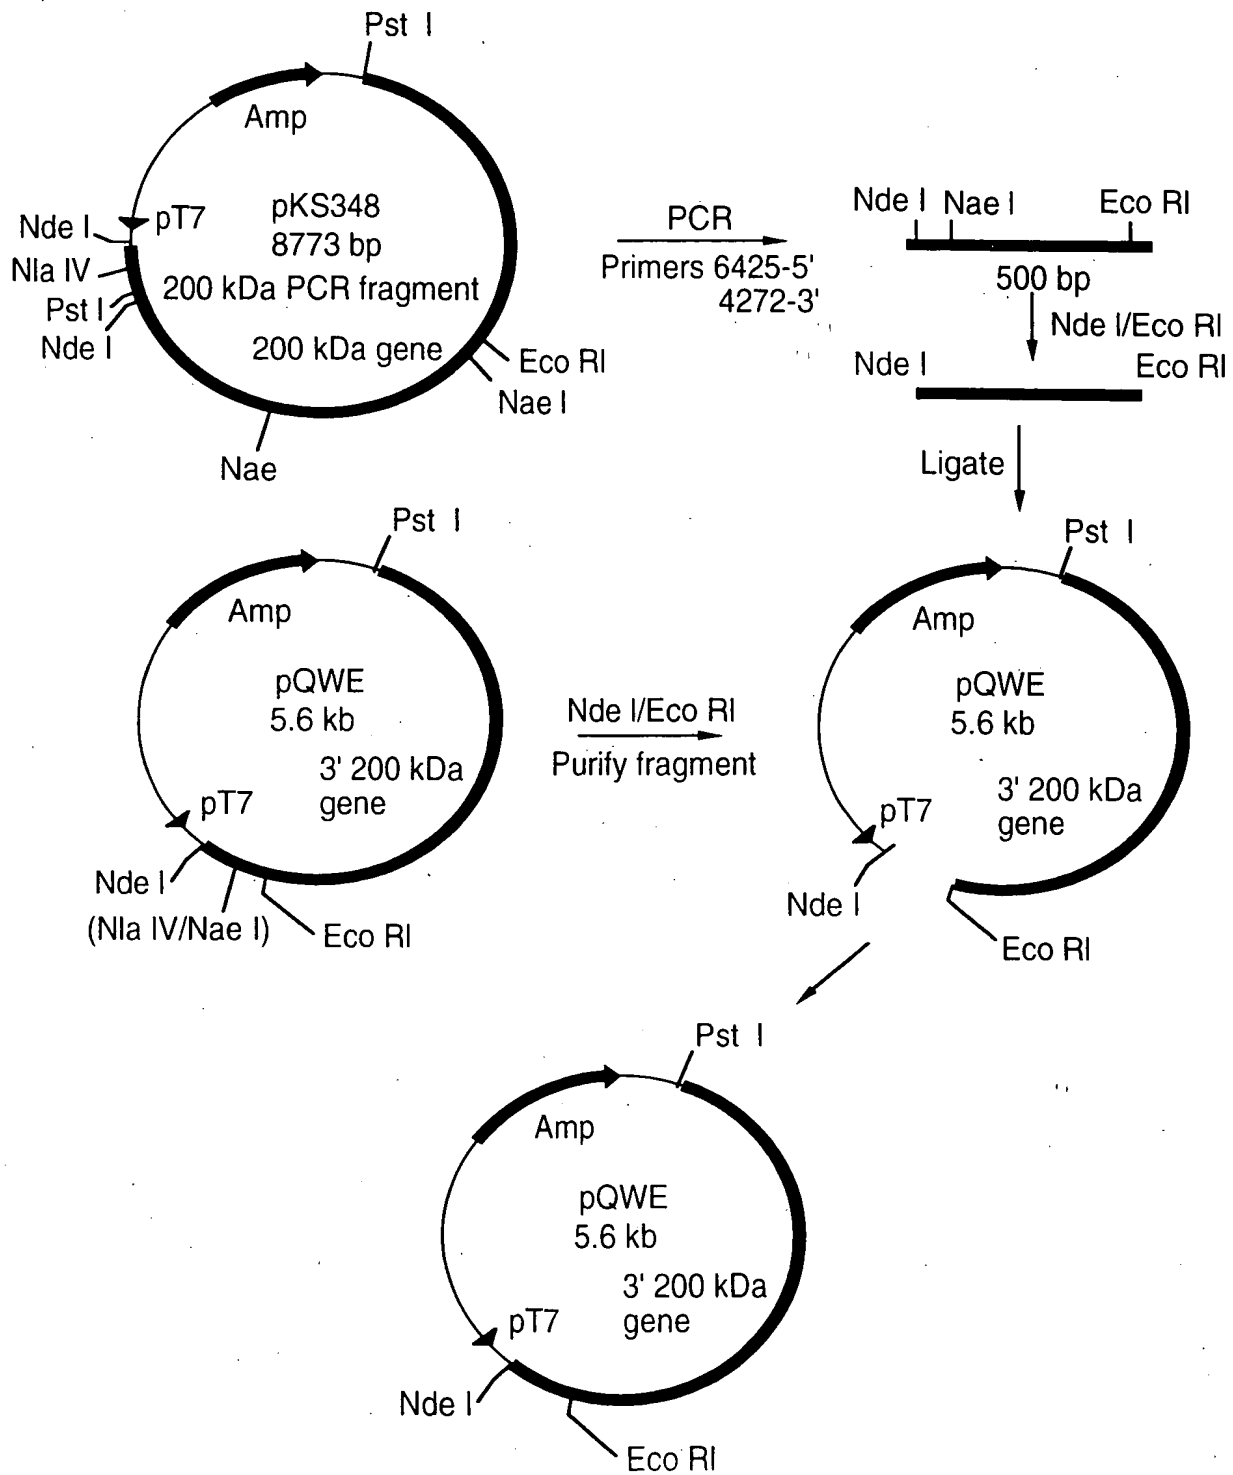 Pst I
Amp
pT7
pKS348
8773 bp
200 kDa PCR fragment
200 kDa gene
Nde I
Nla IV
Pst I
Nde I
Eco RI
Nae I
Nae
PCR
Primers 6425-5'
4272-3'
Nde I
Nae I
Eco RI
500 bp
Nde I/Eco RI
Nde I
Eco RI
Ligate
Pst I
Amp
pQWE
5.6 kb
3' 200 kDa
gene
pT7
Nde I
(Nla IV/Nae I)
Eco RI
Nde I/Eco RI
Purify fragment
Pst I
Amp
pQWE
5.6 kb
3' 200 kDa
gene
pT7
Nde I
Eco RI
Pst I
Amp
pQWE
5.6 kb
3' 200 kDa
gene
pT7
Nde I
Eco RI